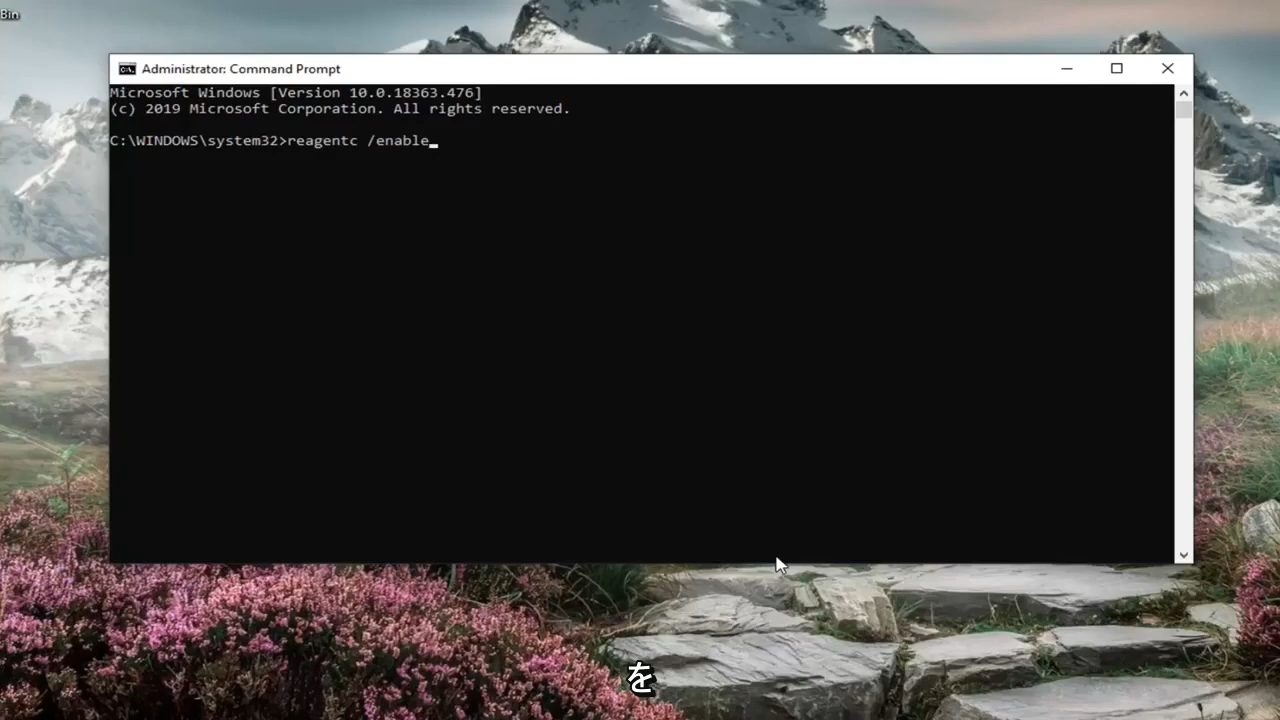 Bin
Administrator: Command Prompt
Microsoft Windows [Version 10.0.18363.476]
(c) 2019 Microsoft Corporation. All rights reserved.
C:\WINDOWS\system32>reagentc /enable
を